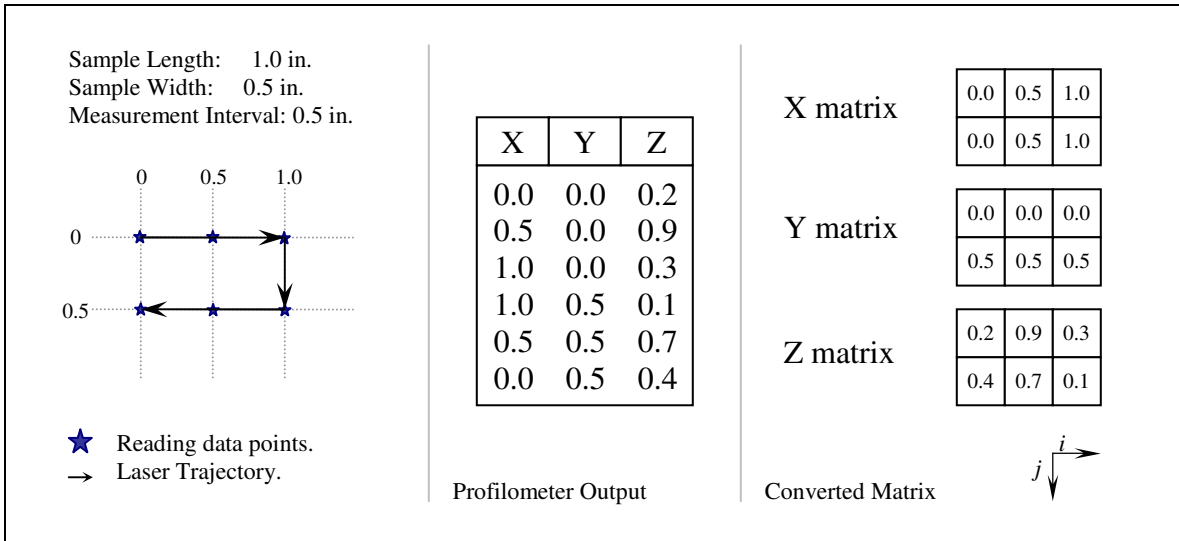 Sample Length: 1.0 in.
Sample Width: 0.5 in.
Measurement Interval: 0.5 in.
0 0.5 1.0
0
0.5
Reading data points.
Laser Trajectory.
X Y Z
0.0 0.0 0.2
0.5 0.0 0.9
1.0 0.0 0.3
1.0 0.5 0.1
0.5 0.5 0.7
0.0 0.5 0.4
Profilometer Output
X matrix
0.0 0.5 1.0
0.0 0.5 1.0
Y matrix
0.0 0.0 0.0
0.5 0.5 0.5
Z matrix
0.2 0.9 0.3
0.4 0.7 0.1
i
j
Converted Matrix